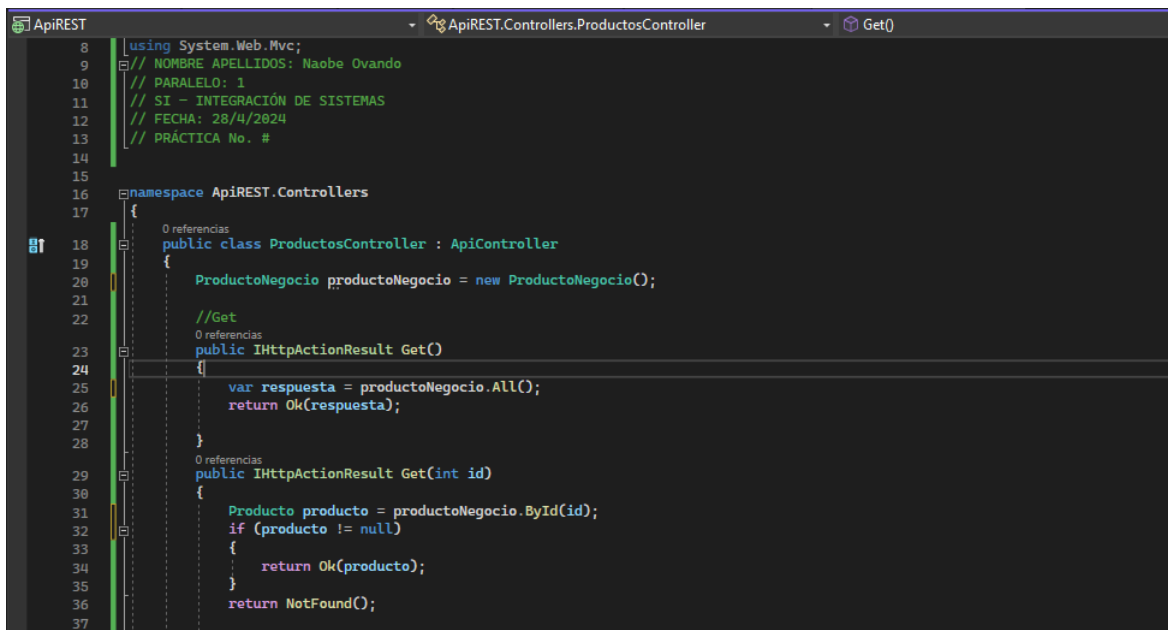 ApiREST ApiREST.Controllers.ProductosController Get()
8 using System.Web.Mvc;
9 // NOMBRE APELLIDOS: Naobe Ovando
10 // PARALELO: 1
11 // SI - INTEGRACIÓN DE SISTEMAS
12 // FECHA: 28/4/2024
13 // PRÁCTICA No. #
14
15
16 namespace ApiREST.Controllers
17 {
0 referencias
18 public class ProductosController : ApiController
19 {
20 ProductoNegocio productoNegocio = new ProductoNegocio();
21
22 //Get
0 referencias
23 public IHttpActionResult Get()
24 {
25 var respuesta = productoNegocio.All();
26 return Ok(respuesta);
27
28 }
0 referencias
29 public IHttpActionResult Get(int id)
30 {
31 Producto producto = productoNegocio.ById(id);
32 if (producto != null)
33 {
34 return Ok(producto);
35 }
36 return NotFound();
37